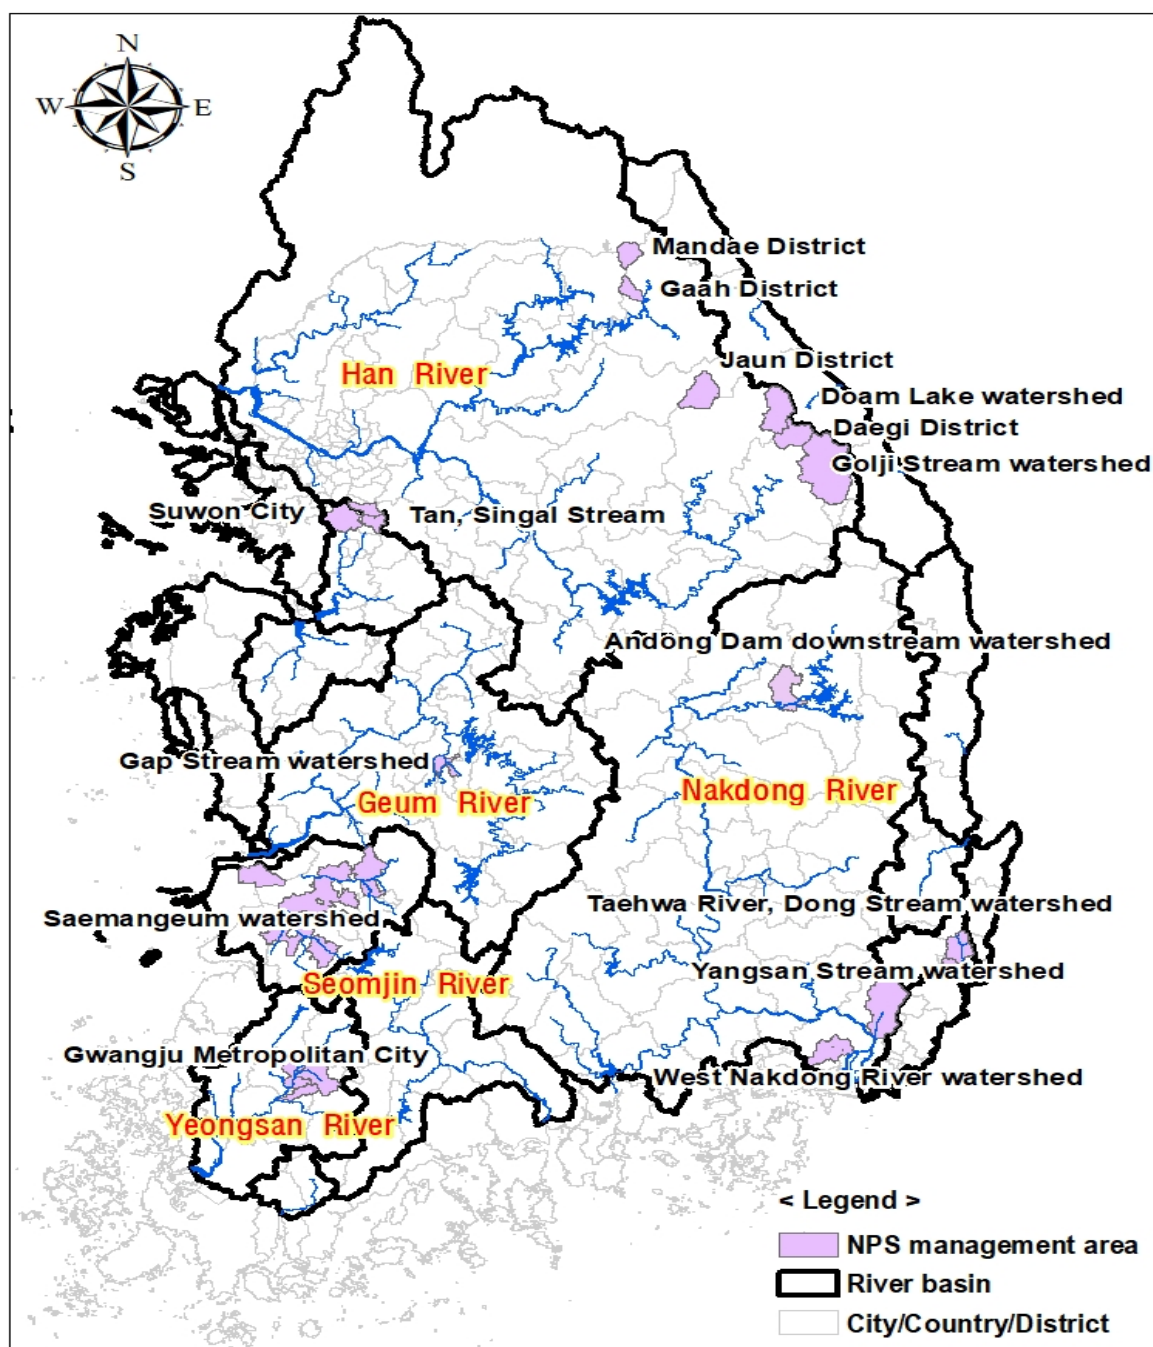 N
W E
S
Mandae District
Gaah District
Jaun District
Han River
Doam Lake watershed
Daegi District
Golji Stream watershed
Suwon City
Tan, Singal Stream
Andong Dam downstream watershed
Gap Stream watershed
Nakdong River
Geum River
Taehwa River, Dong Stream watershed
Saemangeum watershed
Yangsan Stream watershed
Seomjin River
Gwangju Metropolitan City
West Nakdong River watershed
Yeongsan River
< Legend >
NPS management area
River basin
City/Country/District